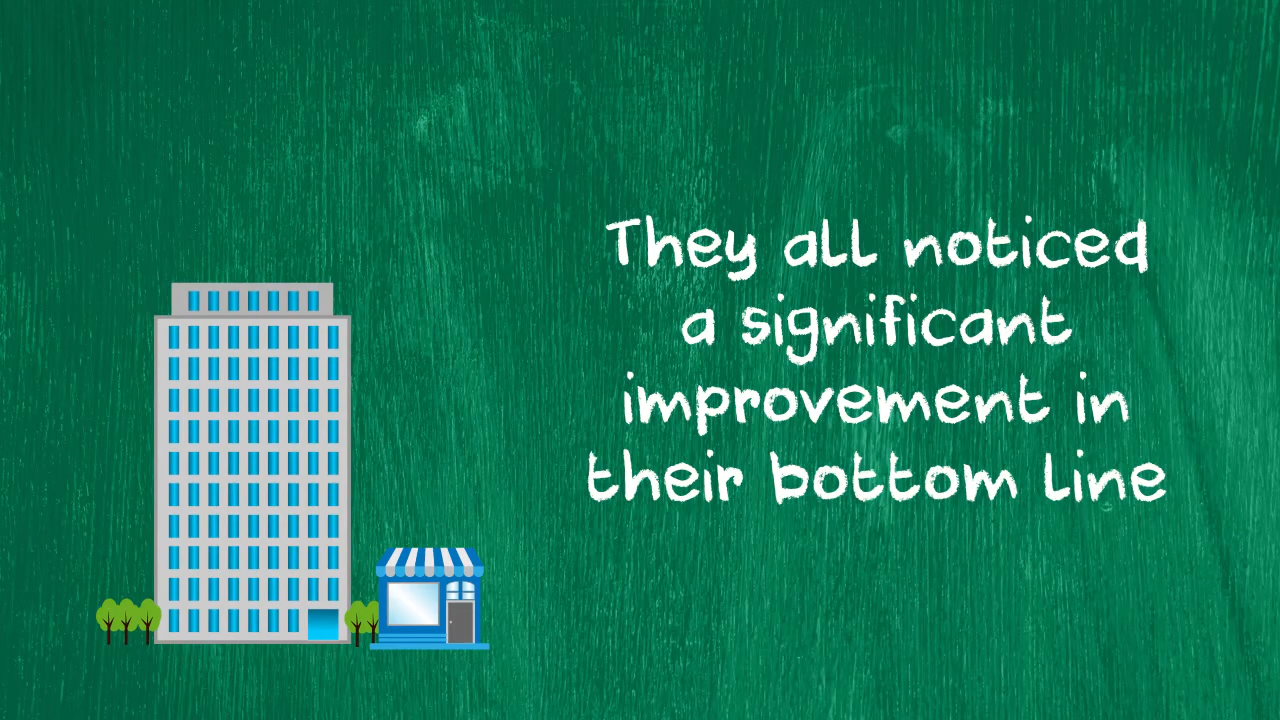 They all noticed
a significant
improvement in
their bottom line